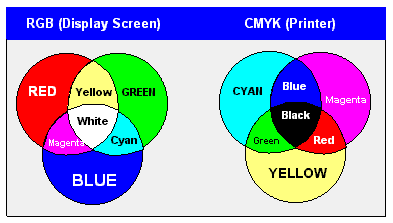 RGB (Display Screen)
CMYK (Printer)
RED
Yellow
GREEN
White
Magenta
Cyan
BLUE
CYAN
Blue
Magenta
Black
Green
Red
YELLOW